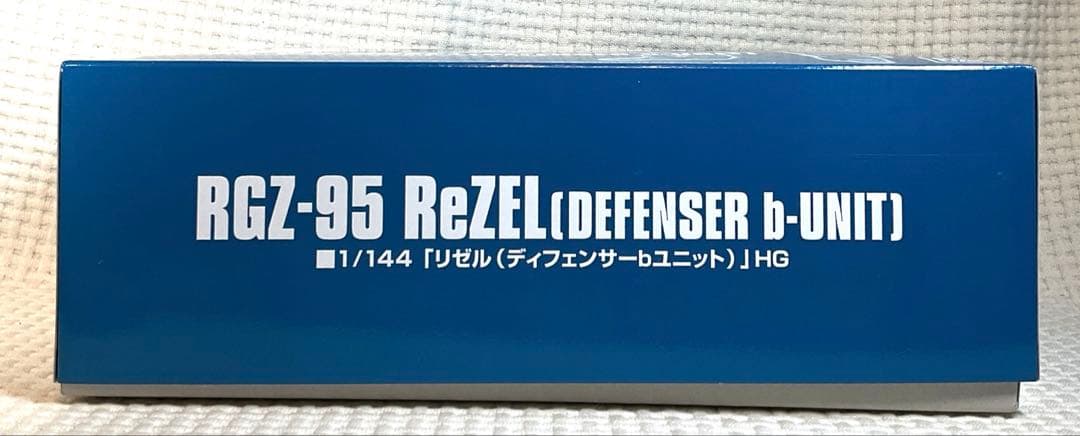 RGZ-95 ReZEL(DEFENSER b-UNIT)
■1/144「リゼル(ディフェンサーbユニット)」HG